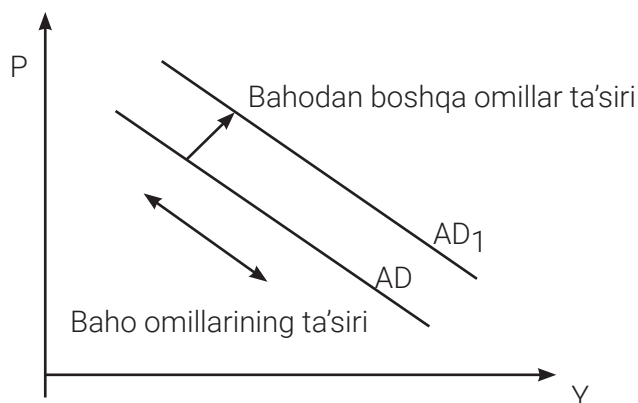 P
Bahodan boshqa omillar ta'siri
AD1
AD
Baho omillarining ta'siri
Y